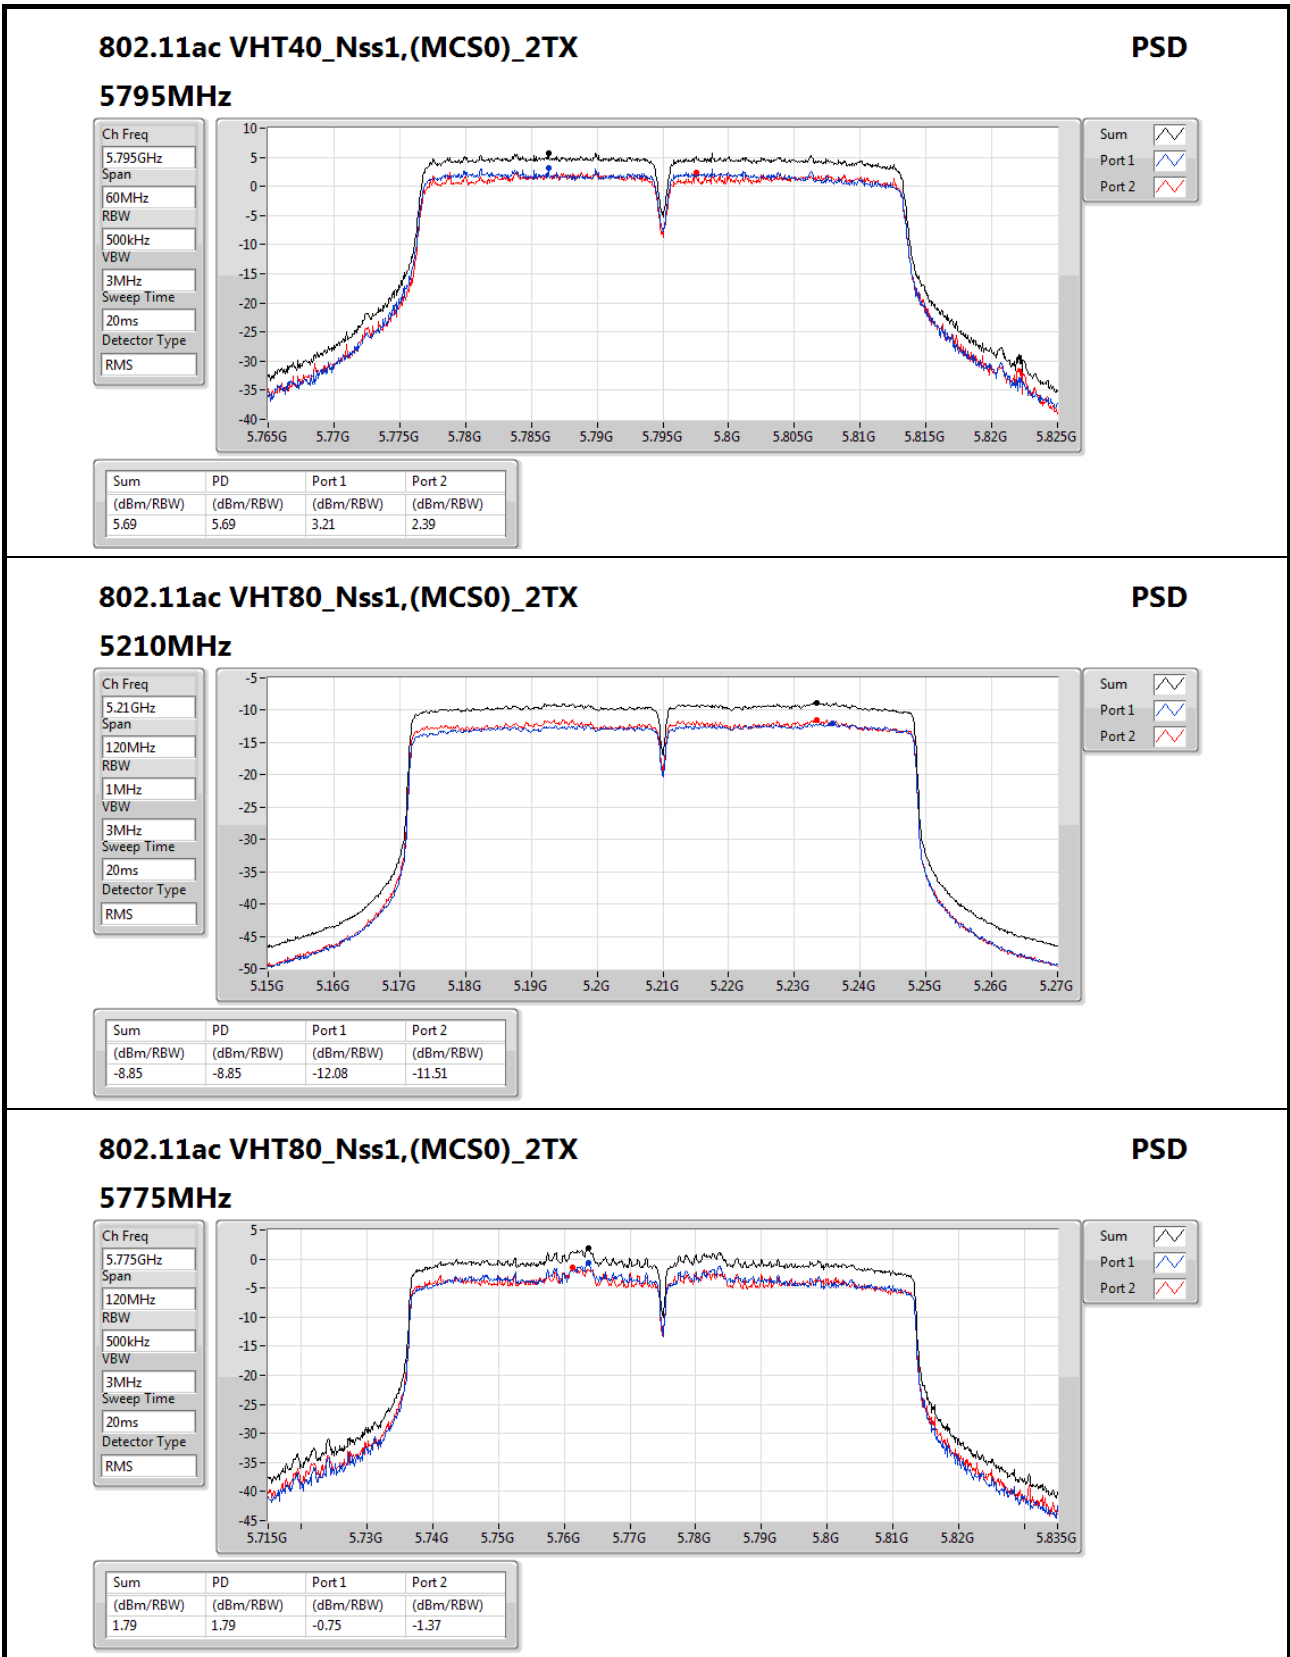 802.11ac VHT40_Nss1,(MCS0)_2TX PSD
5795MHz
Ch Freq
5.795GHz
Span
60MHz
RBW
500kHz
VBW
3MHz
Sweep Time
20ms
Detector Type
RMS
10
5
0
-5
-10
-15
-20
-25
-30
-35
-40
5.765G 5.77G 5.775G 5.78G 5.785G 5.79G 5.795G 5.8G 5.805G 5.81G 5.815G 5.82G 5.825G
Sum
Port 1
Port 2
Sum PD Port 1 Port 2
(dBm/RBW) (dBm/RBW) (dBm/RBW) (dBm/RBW)
5.69 5.69 3.21 2.39
802.11ac VHT80_Nss1,(MCS0)_2TX PSD
5210MHz
Ch Freq
5.21GHz
Span
120MHz
RBW
1MHz
VBW
3MHz
Sweep Time
20ms
Detector Type
RMS
-5
-10
-15
-20
-25
-30
-35
-40
-45
-50
5.15G 5.16G 5.17G 5.18G 5.19G 5.2G 5.21G 5.22G 5.23G 5.24G 5.25G 5.26G 5.27G
Sum
Port 1
Port 2
Sum PD Port 1 Port 2
(dBm/RBW) (dBm/RBW) (dBm/RBW) (dBm/RBW)
-8.85 -8.85 -12.08 -11.51
802.11ac VHT80_Nss1,(MCS0)_2TX PSD
5775MHz
Ch Freq
5.775GHz
Span
120MHz
RBW
500kHz
VBW
3MHz
Sweep Time
20ms
Detector Type
RMS
5
0
-5
-10
-15
-20
-25
-30
-35
-40
-45
5.715G 5.73G 5.74G 5.75G 5.76G 5.77G 5.78G 5.79G 5.8G 5.81G 5.82G 5.835G
Sum
Port 1
Port 2
Sum PD Port 1 Port 2
(dBm/RBW) (dBm/RBW) (dBm/RBW) (dBm/RBW)
1.79 1.79 -0.75 -1.37